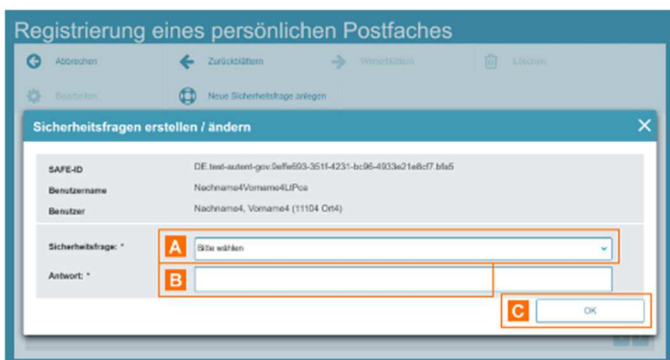 Registrierung eines persönlichen Postfaches
Abbrechen Zurückblättern Weiterblättern Löschen
Bearbeiten Neue Sicherheitsfrage anlegen
Sicherheitsfragen erstellen / ändern
SAFE-ID DE.test-autent-gov.9effe693-351f-4231-bc96-4933e21e8cf7.bfa5
Benutzername Nachname4Vorname4LtPoa
Benutzer Nachname4, Vorname4 (11104 Ort4)
Sicherheitsfrage: * A Bitte wählen
Antwort: * B
C OK